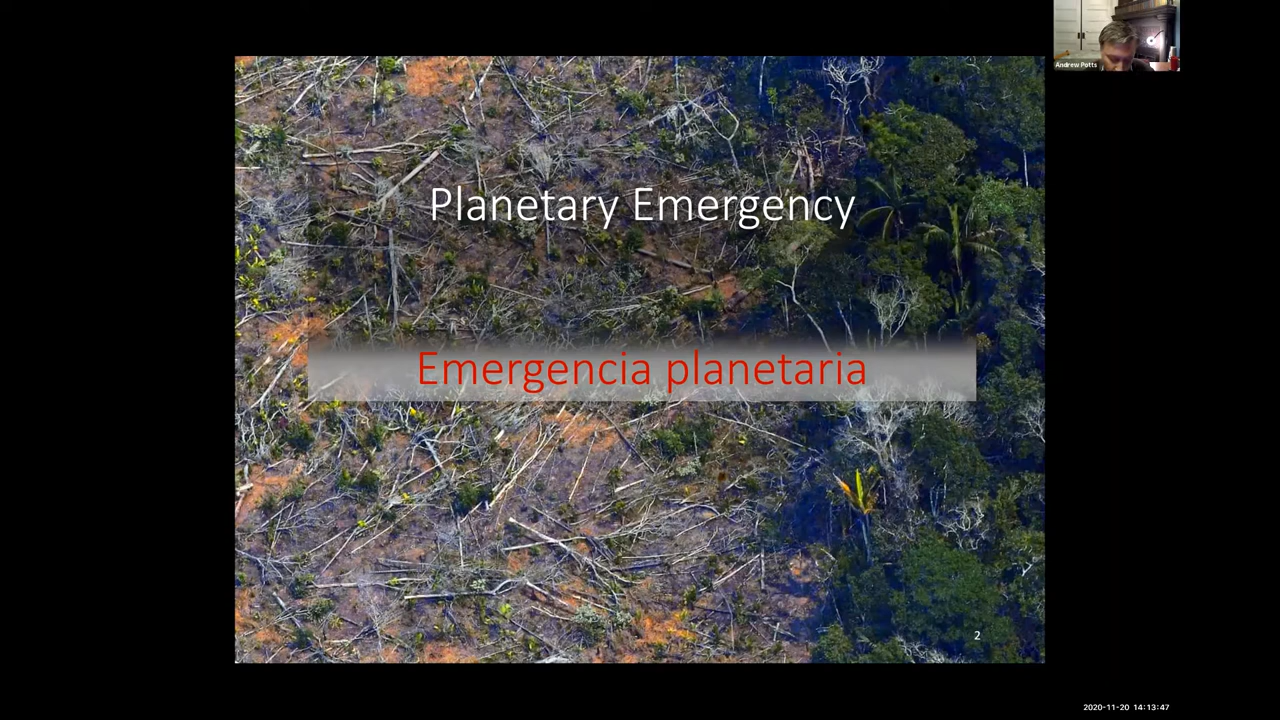 Andrew Potts
Planetary Emergency
Emergencia planetaria
2
2020-11-20 14:13:47